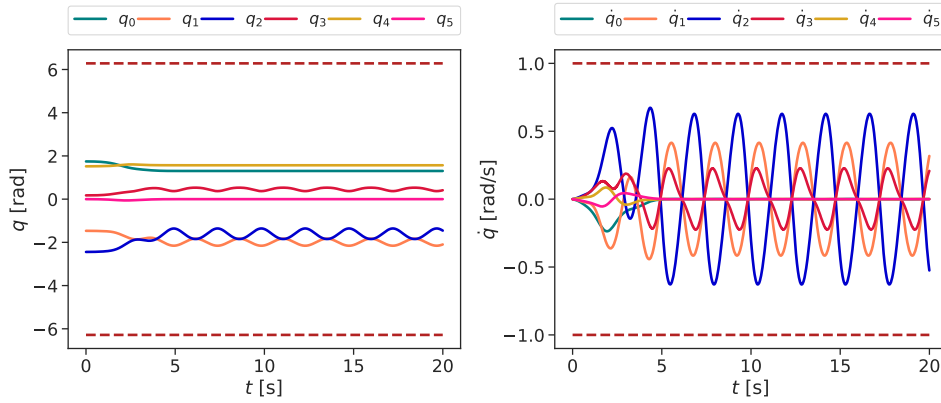 q₀ q₁ q₂ q₃ q₄ q₅
q [rad]
6
4
2
0
−2
−4
−6
0 5 10 15 20
t [s]
q̇₀ q̇₁ q̇₂ q̇₃ q̇₄ q̇₅
q̇ [rad/s]
1.0
0.5
0.0
−0.5
−1.0
0 5 10 15 20
t [s]